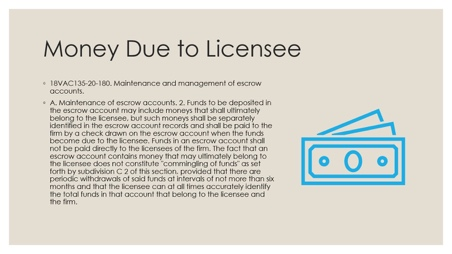 Money Due to Licensee
18VAC135-20-180. Maintenance and management of escrow
accounts.
A. Maintenance of escrow accounts. 2. Funds to be deposited in
the escrow account may include moneys that shall ultimately
belong to the licensee, but such moneys shall be separately
identified in the escrow account records and shall be paid to the
firm by a check drawn on the escrow account when the funds
become due to the licensee. Funds in an escrow account shall
not be paid directly to the licensees of the firm. The fact that an
escrow account contains money that may ultimately belong to
the licensee does not constitute "commingling of funds" as set
forth by subdivision C 2 of this section, provided that there are
periodic withdrawals of said funds at intervals of not more than six
months and that the licensee can at all times accurately identify
the total funds in that account that belong to the licensee and
the firm.